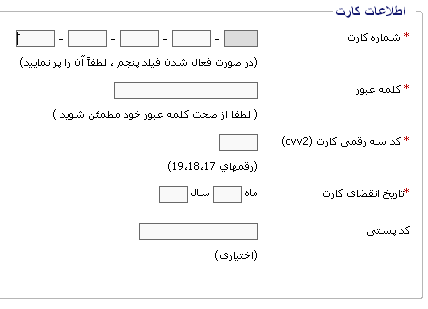 اطلاعات کارت
* شماره کارت - - - -
(در صورت فعال شدن فیلد پنجم ، لطفاً آن را پر نمایید)
* کلمه عبور
( لطفا از صحت کلمه عبور خود مطمئن شوید )
* کد سه رقمی کارت (cvv2)
(رقمهاي 19،18،17)
*تاریخ انقضای کارت ماه سال
کد پستی
(اختیاری)